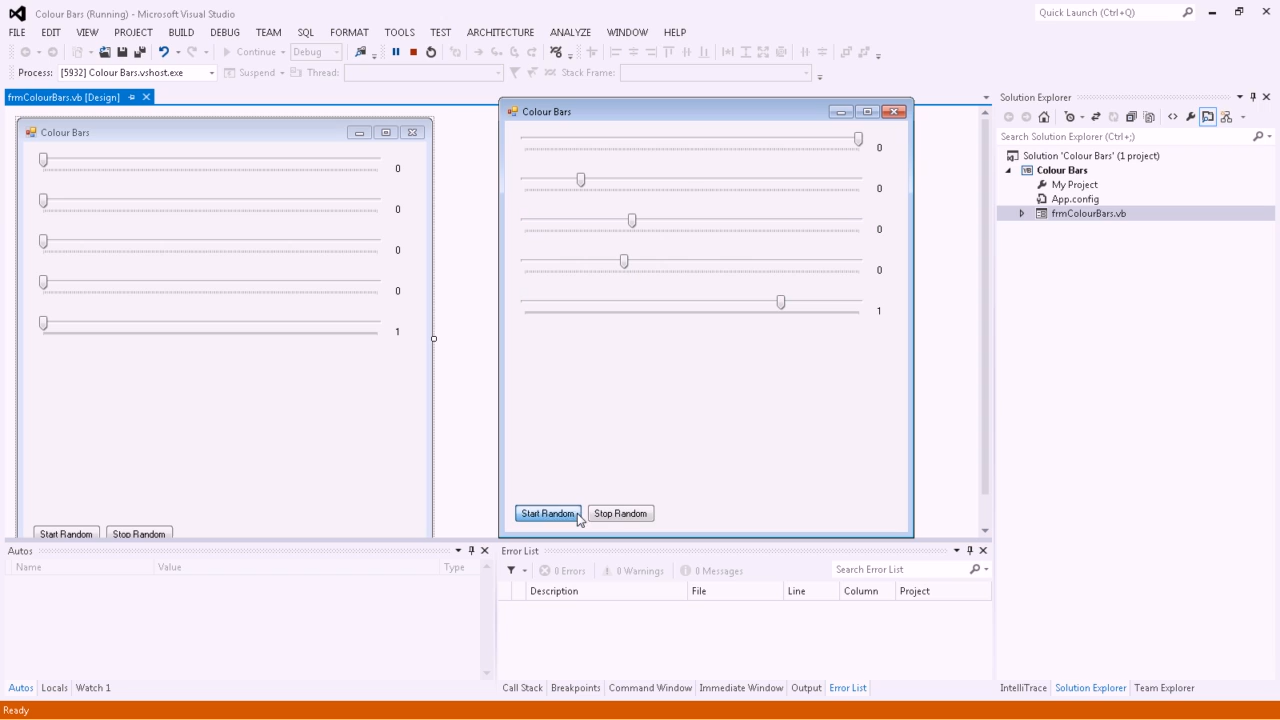 Colour Bars (Running) - Microsoft Visual Studio
Quick Launch (Ctrl+Q)
FILE EDIT VIEW PROJECT BUILD DEBUG TEAM SQL FORMAT TOOLS TEST ARCHITECTURE ANALYZE WINDOW HELP
Continue Debug
Process: [5932] Colour Bars.vshost.exe Suspend Thread: Stack Frame:
frmColourBars.vb [Design]
Colour Bars
0
0
0
0
1
Start Random Stop Random
Colour Bars
0
0
0
0
1
Start Random Stop Random
Solution Explorer
Search Solution Explorer (Ctrl+;)
Solution 'Colour Bars' (1 project)
VB Colour Bars
My Project
App.config
frmColourBars.vb
Autos
Name Value Type
Error List
0 Errors 0 Warnings 0 Messages Search Error List
Description File Line Column Project
Autos Locals Watch 1
Call Stack Breakpoints Command Window Immediate Window Output Error List
IntelliTrace Solution Explorer Team Explorer
Ready